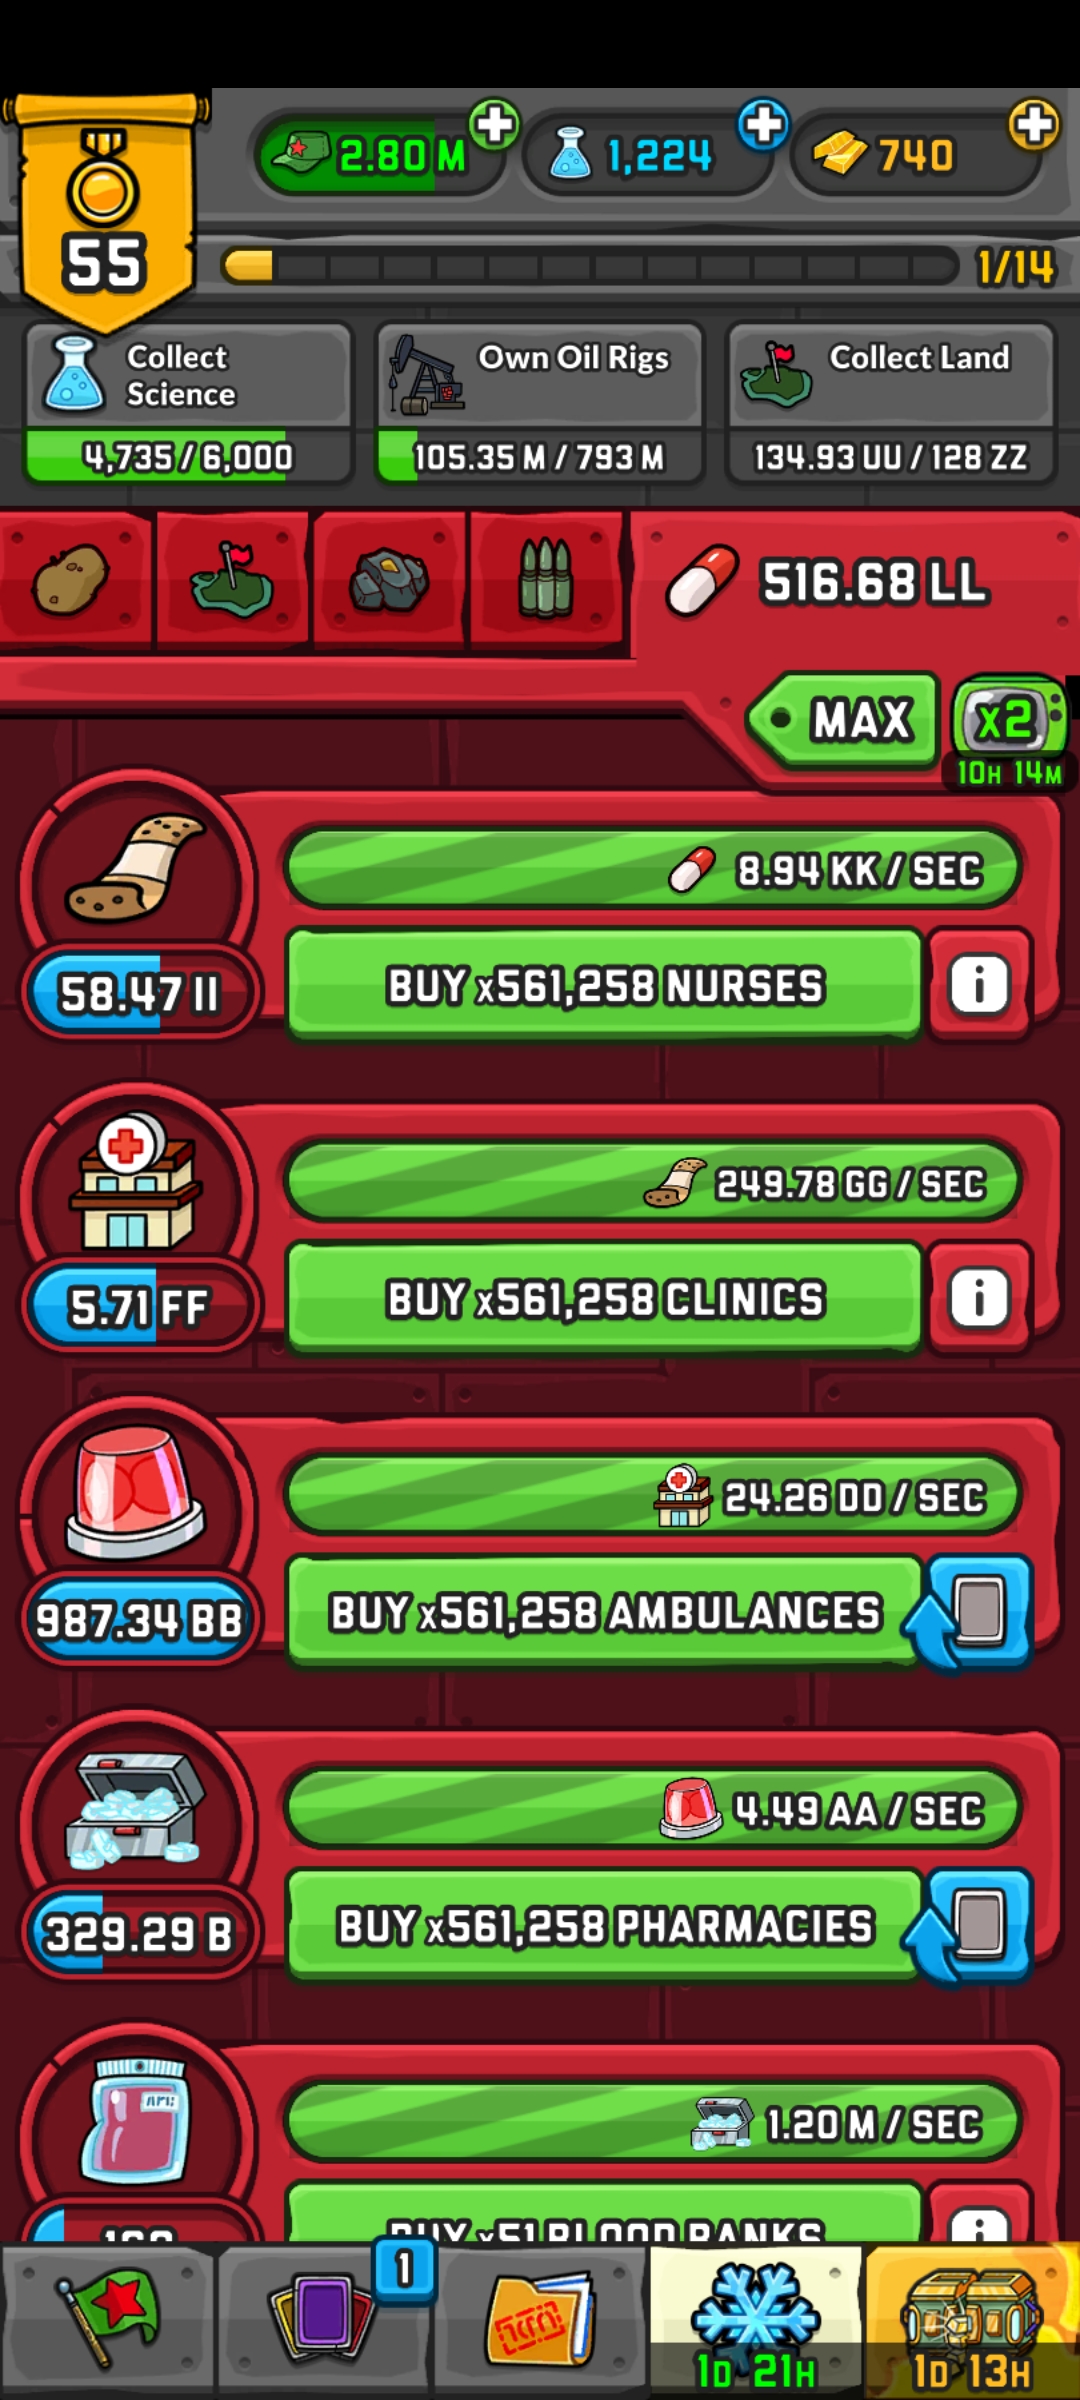 2.80 M
1,224
740
55
1/14
Collect
Science
4,735 / 6,000
Own Oil Rigs
105.35 M / 793 M
Collect Land
134.93 UU / 128 ZZ
516.68 LL
MAX
x2
10H 14M
8.94 KK / SEC
58.47 II
BUY x561,258 NURSES
i
249.78 GG / SEC
5.71 FF
BUY x561,258 CLINICS
i
24.26 DD / SEC
987.34 BB
BUY x561,258 AMBULANCES
4.49 AA / SEC
329.29 B
BUY x561,258 PHARMACIES
1.20 M / SEC
BUY x51 BLOOD BANKS
i
1
1D 21H
1D 13H